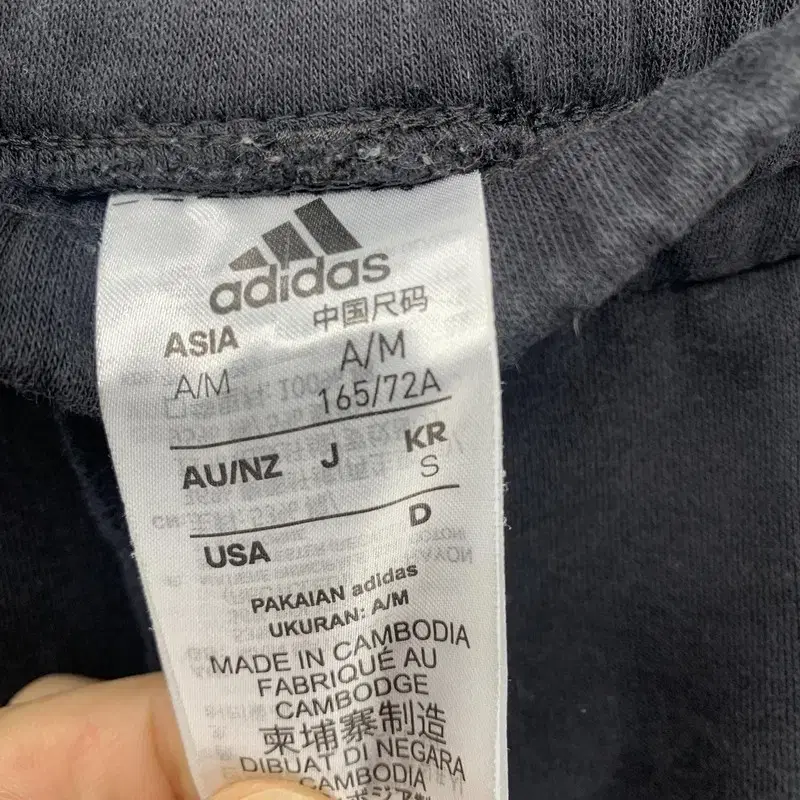 adidas
中国尺码
ASIA
A/M
A/M
165/72A
AU/NZ J KR
S
USA D
PAKAIAN adidas
UKURAN: A/M
MADE IN CAMBODIA
FABRIQUÉ AU
CAMBODGE
柬埔寨制造
DIBUAT DI NEGARA
CAMBODIA